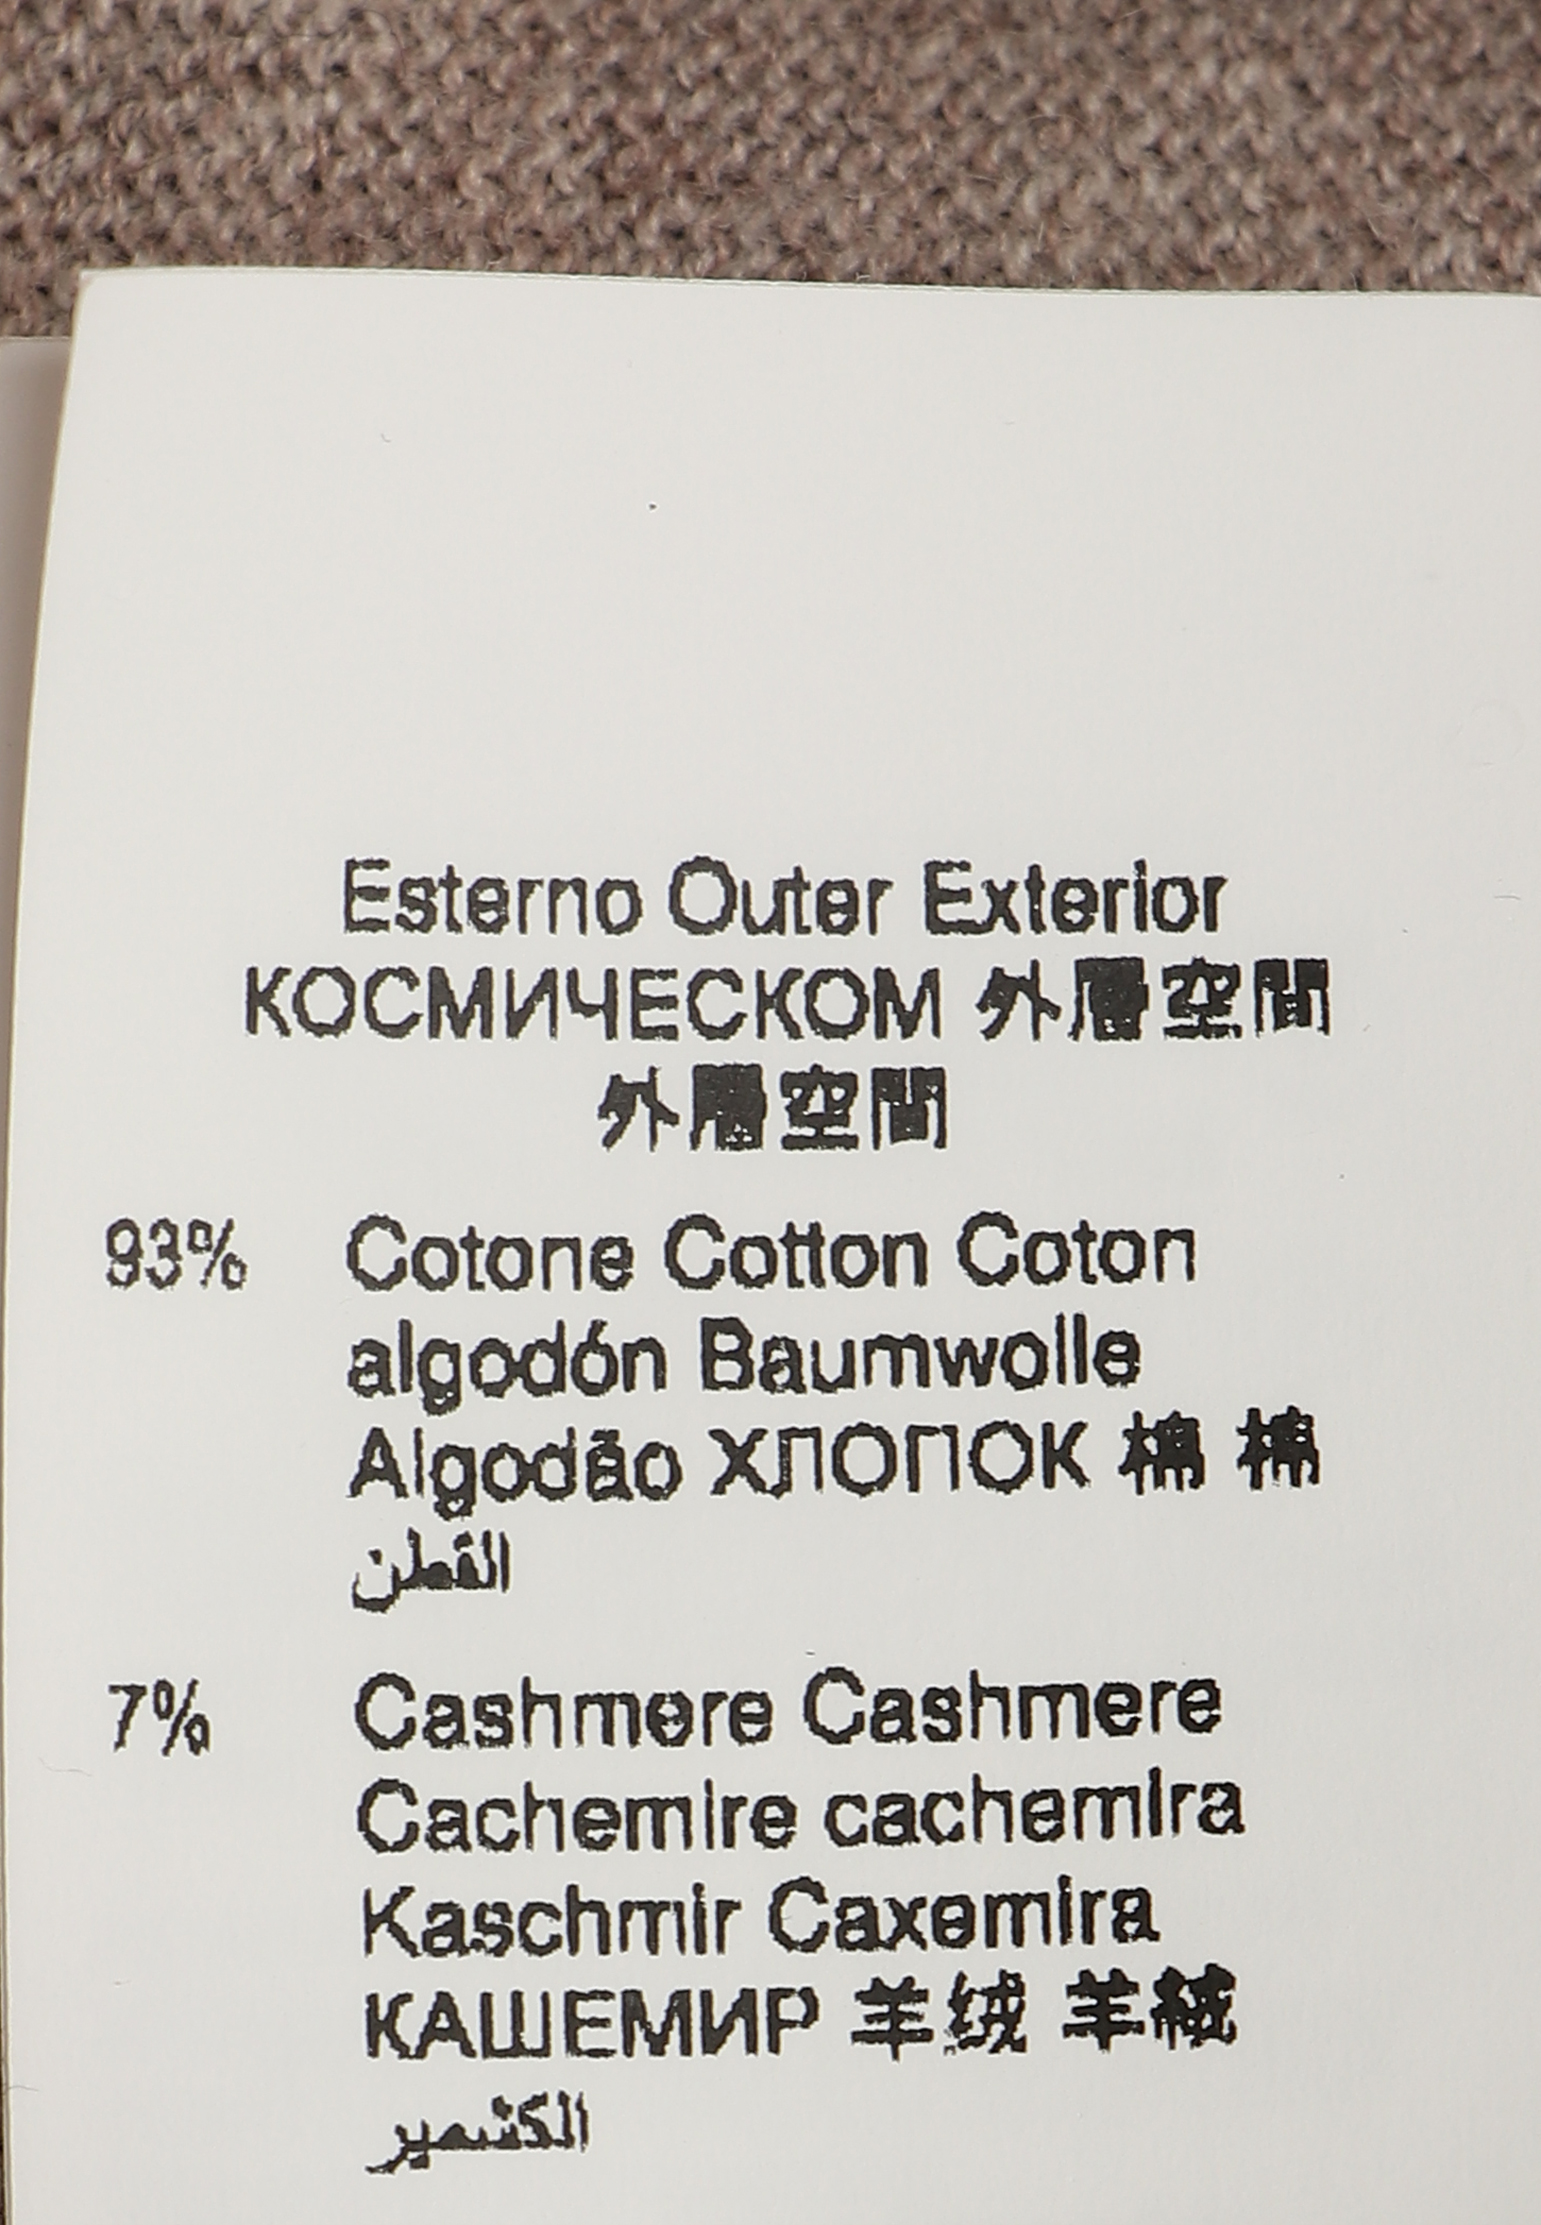 Esterno Outer Exterior
КОСМИЧЕСКОМ 外層空間
外層空間
93% Cotone Cotton Coton
algodón Baumwolle
Algodão ХЛОПОК 棉 棉
القطن
7% Cashmere Cashmere
Cachemire cachemira
Kaschmir Caxemira
КАШЕМИР 羊绒 羊絨
الكشمير